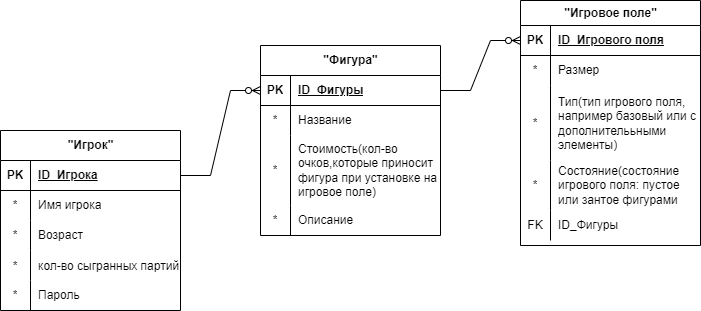 "Игрок"
PK ID_Игрока
* Имя игрока
* Возраст
* кол-во сыгранных партий
* Пароль
"Фигура"
PK ID_Фигуры
* Название
Стоимость(кол-во
* очков,которые приносит
фигура при установке на
игровое поле)
* Описание
"Игровое поле"
PK ID_Игрового поля
* Размер
Тип(тип игрового поля,
* например базовый или с
дополнителььными
элементы)
Состояние(состояние
* игрового поля: пустое
или зантое фигурами
FK ID_Фигуры